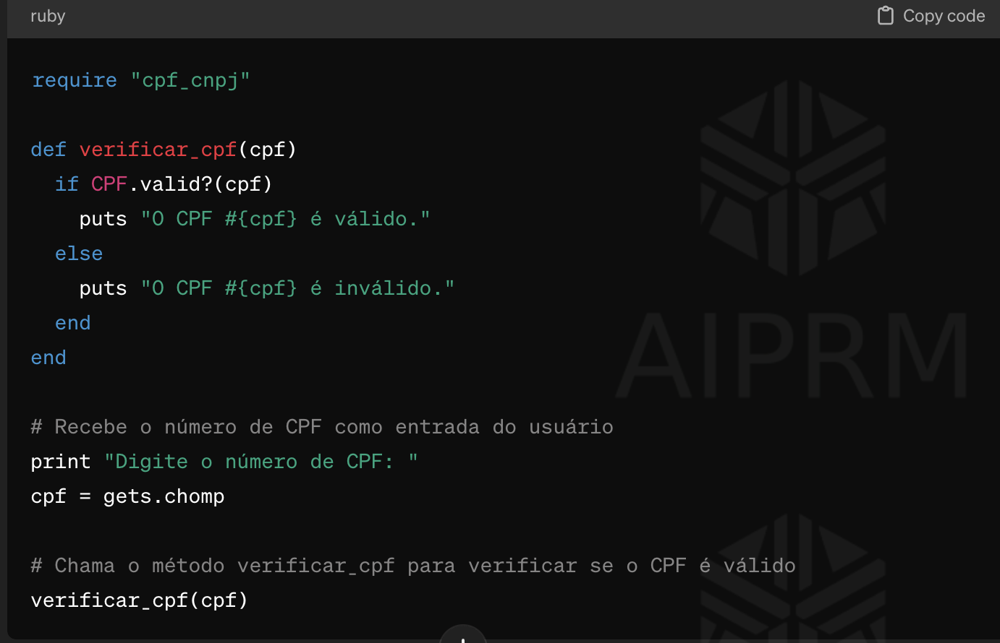 ruby
Copy code
require "cpf_cnpj"
def verificar_cpf(cpf)
if CPF.valid?(cpf)
puts "O CPF #{cpf} é válido."
else
puts "O CPF #{cpf} é inválido."
end
end
AIPRM
# Recebe o número de CPF como entrada do usuário
print "Digite o número de CPF: "
cpf = gets.chomp
# Chama o método verificar_cpf para verificar se o CPF é válido
verificar_cpf(cpf)